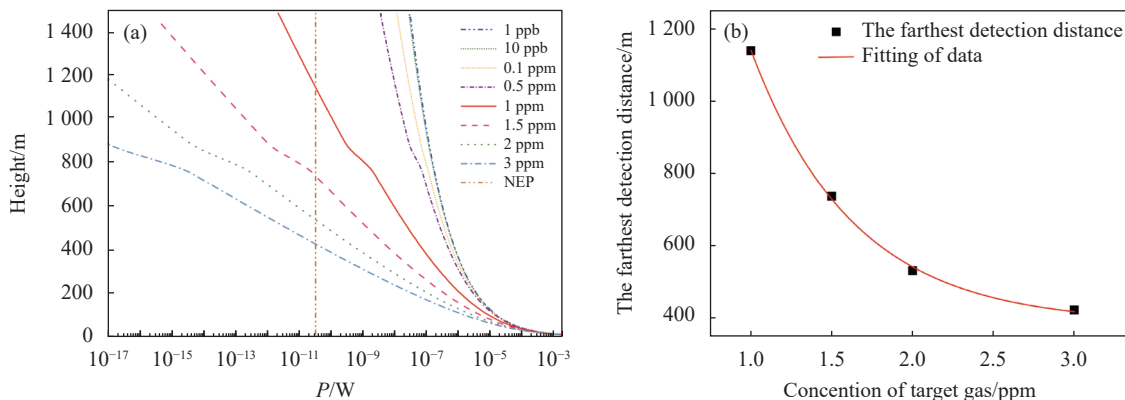 (a)
1 400
1 200
1 000
800
600
400
200
0
Height/m
10⁻¹⁷
10⁻¹⁵
10⁻¹³
10⁻¹¹
10⁻⁹
10⁻⁷
10⁻⁵
10⁻³
P/W
1 ppb
10 ppb
0.1 ppm
0.5 ppm
1 ppm
1.5 ppm
2 ppm
3 ppm
NEP
(b)
The farthest detection distance
Fitting of data
1 200
1 000
800
600
400
The farthest detection distance/m
1.0
1.5
2.0
2.5
3.0
Concention of target gas/ppm